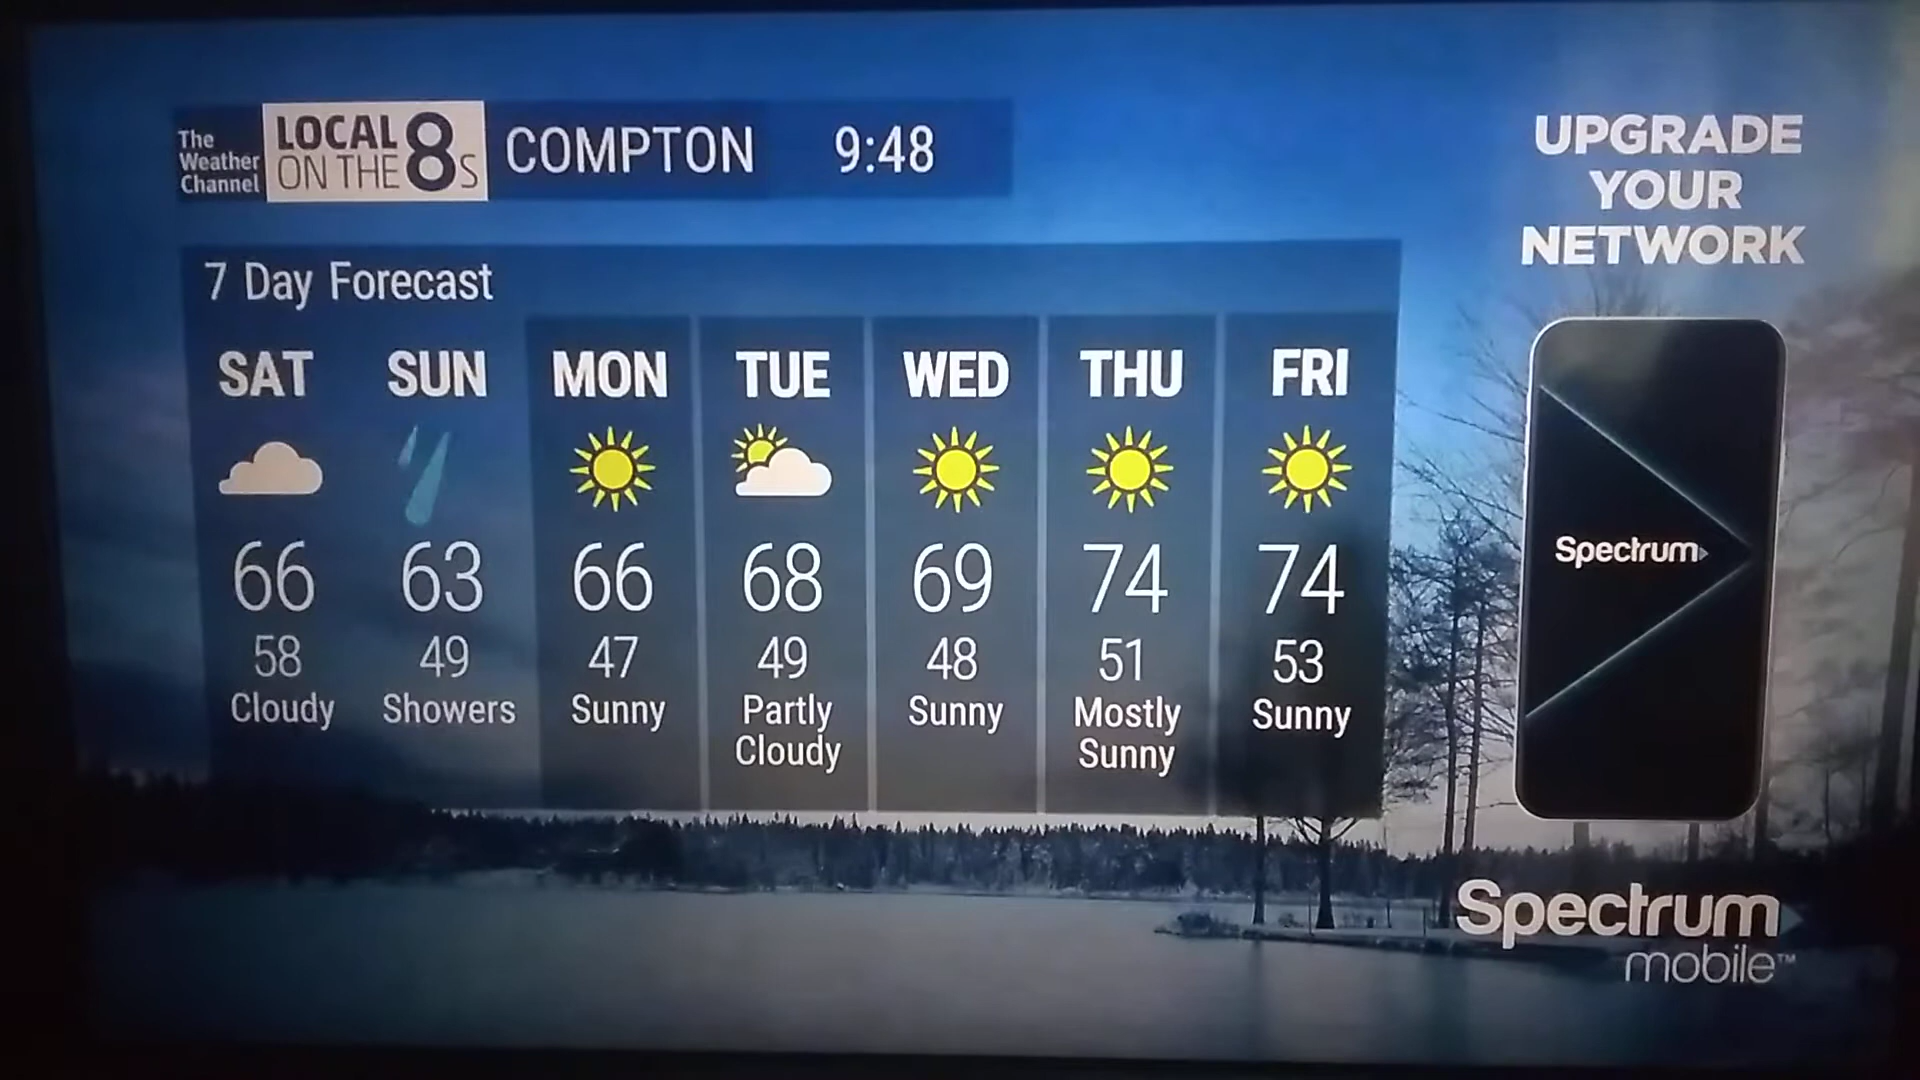 The
Weather
Channel
LOCAL
ON THE 8s
COMPTON 9:48
7 Day Forecast
SAT SUN MON TUE WED THU FRI
66 63 66 68 69 74 74
58 49 47 49 48 51 53
Cloudy Showers Sunny Partly Cloudy Sunny Mostly Sunny Sunny
UPGRADE
YOUR
NETWORK
Spectrum
Spectrum
mobile™